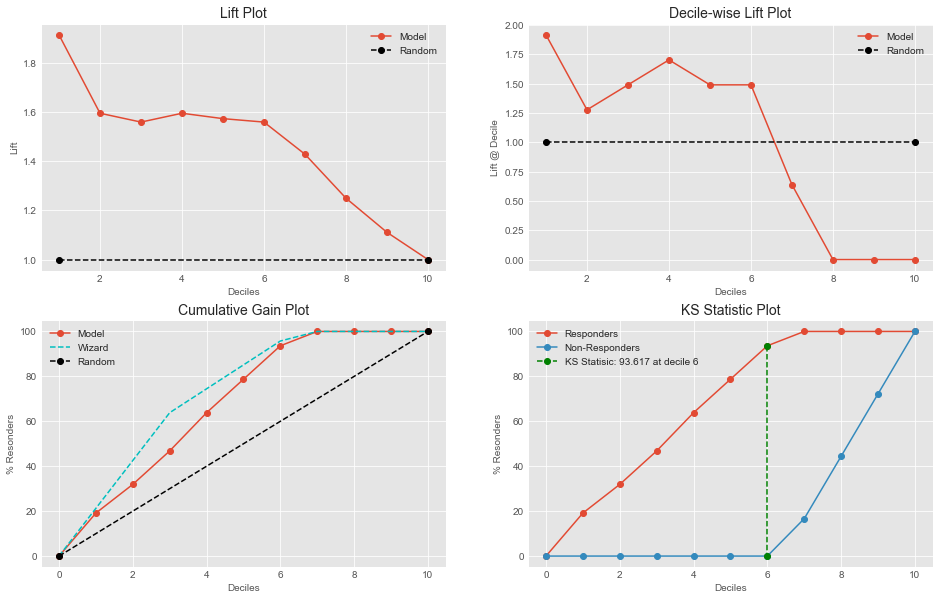 Lift Plot
Model
Random
1.8
1.6
1.4
1.2
1.0
Lift
2 4 6 8 10
Deciles
Decile-wise Lift Plot
Model
Random
2.00
1.75
1.50
1.25
1.00
0.75
0.50
0.25
0.00
Lift @ Decile
2 4 6 8 10
Deciles
Cumulative Gain Plot
Model
Wizard
Random
100
80
60
40
20
0
% Resonders
0 2 4 6 8 10
Deciles
KS Statistic Plot
Responders
Non-Responders
KS Statisic: 93.617 at decile 6
100
80
60
40
20
0
% Resonders
0 2 4 6 8 10
Deciles